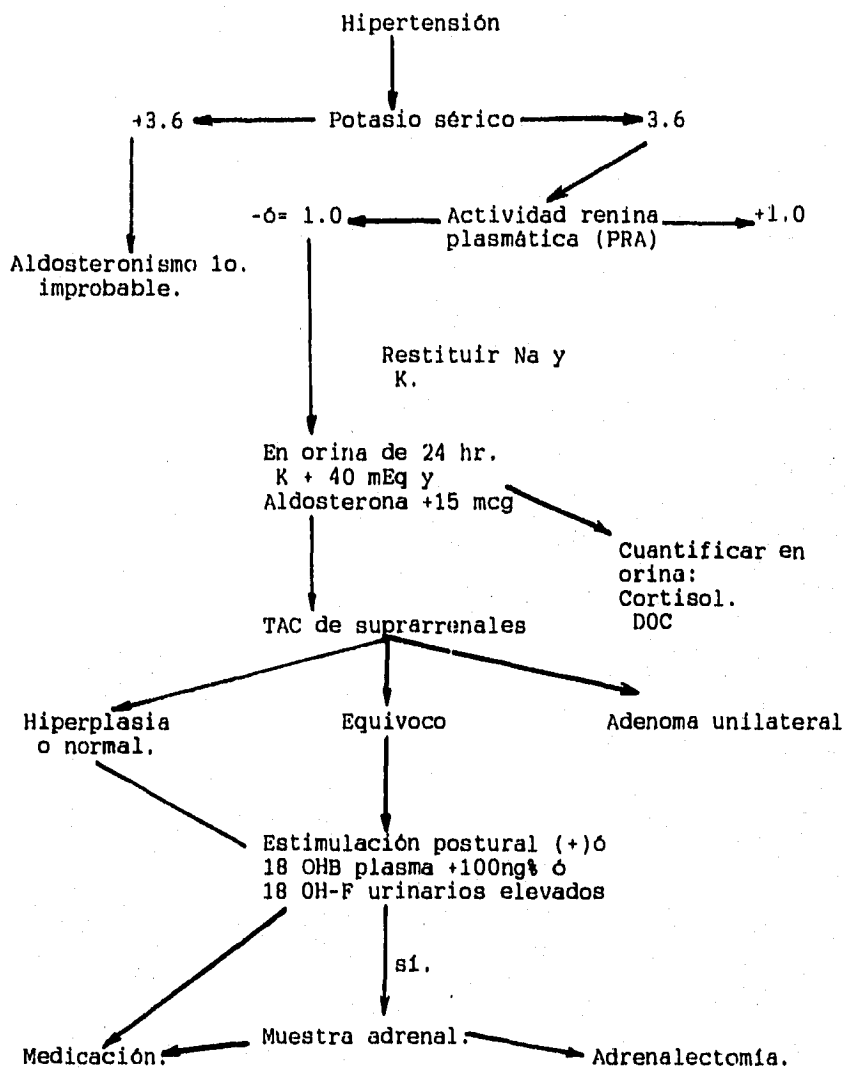 Hipertensión
+3.6
Potasio sérico
3.6
-ó= 1.0
Actividad renina
plasmática (PRA)
+1.0
Aldosteronismo 1o.
improbable.
Restituir Na y
K.
En orina de 24 hr.
K + 40 mEq y
Aldosterona +15 mcg
Cuantificar en
orina:
Cortisol.
DOC
TAC de suprarrenales
Hiperplasia
o normal.
Equivoco
Adenoma unilateral
Estimulación postural (+)ó
18 OHB plasma +100ng% ó
18 OH-F urinarios elevados
sí.
Muestra adrenal.
Medicación.
Adrenalectomía.